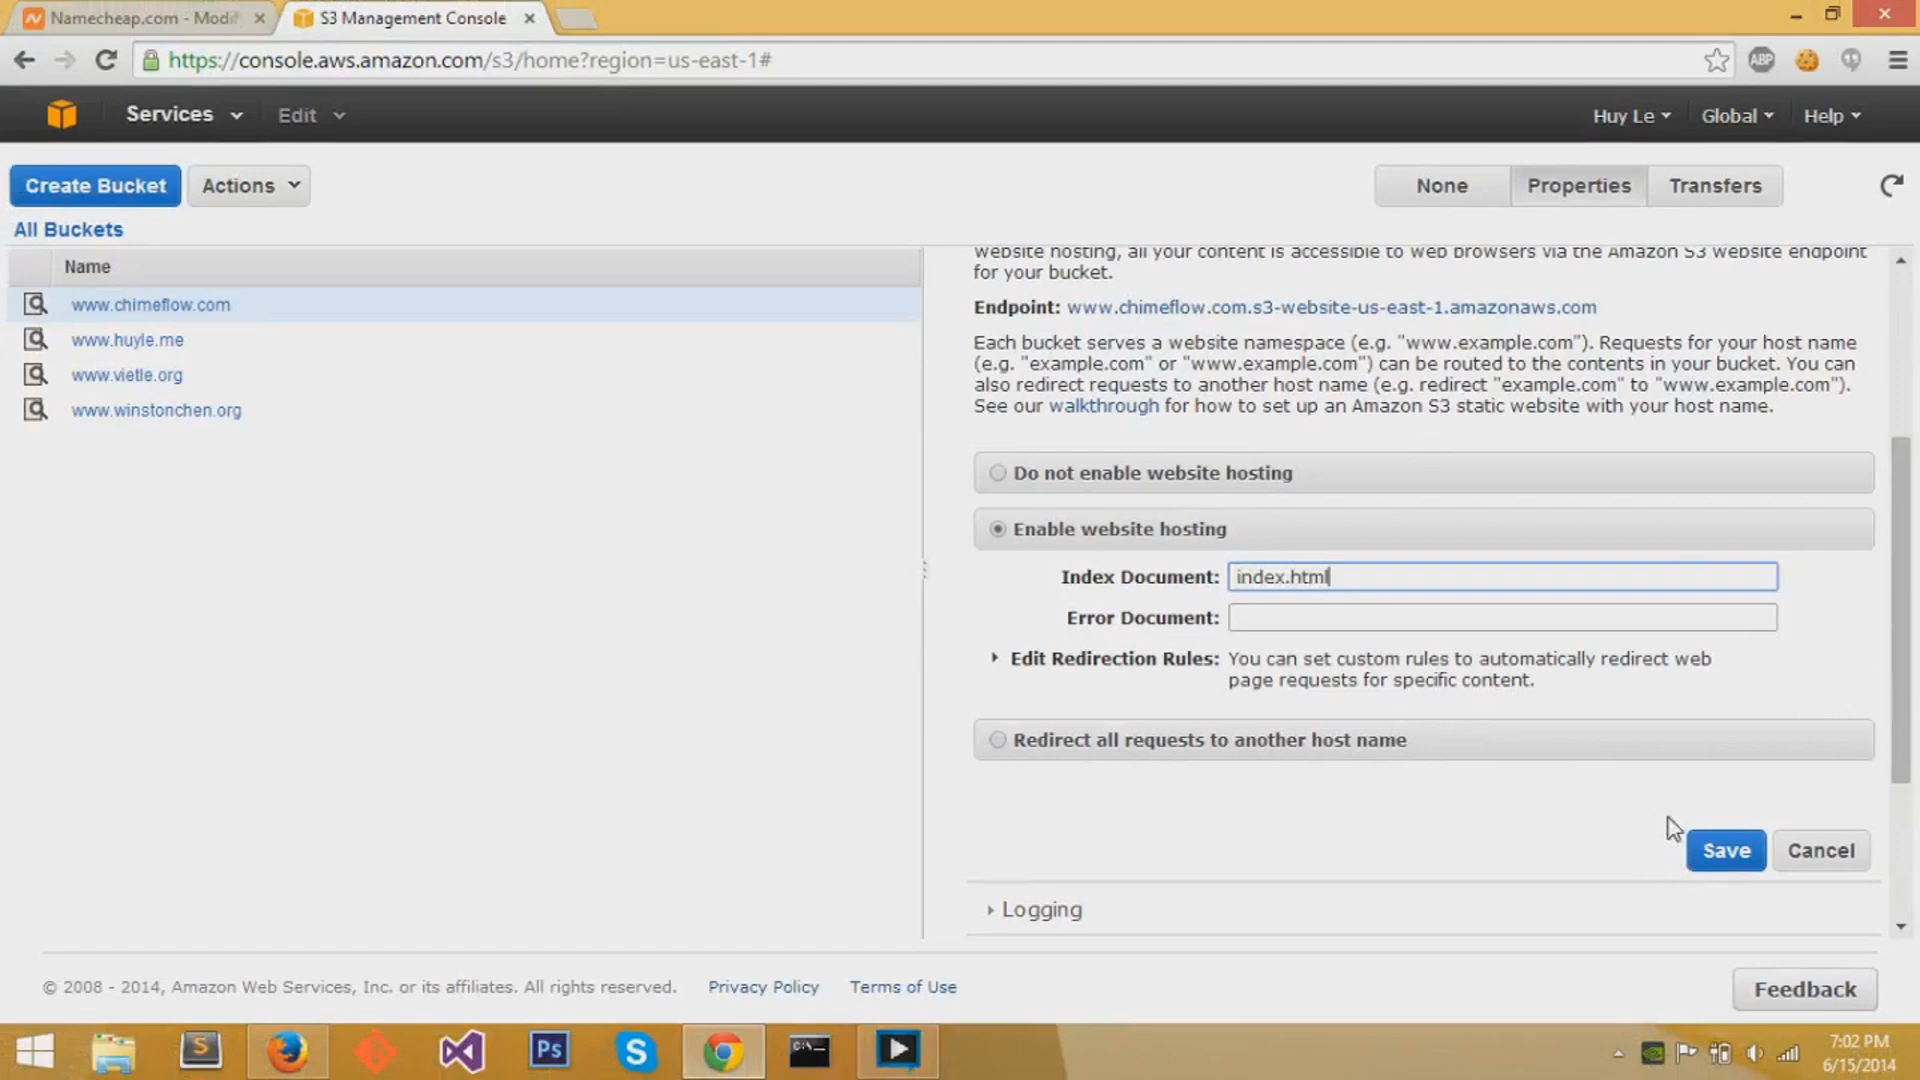 Namecheap.com - Modif
S3 Management Console
https://console.aws.amazon.com/s3/home?region=us-east-1#
ABP
Services
Edit
Huy Le
Global
Help
Create Bucket
Actions
None
Properties
Transfers
All Buckets
Name
www.chimeflow.com
www.huyle.me
www.vietle.org
www.winstonchen.org
website hosting, all your content is accessible to web browsers via the Amazon S3 website endpoint
for your bucket.
Endpoint: www.chimeflow.com.s3-website-us-east-1.amazonaws.com
Each bucket serves a website namespace (e.g. "www.example.com"). Requests for your host name
(e.g. "example.com" or "www.example.com") can be routed to the contents in your bucket. You can
also redirect requests to another host name (e.g. redirect "example.com" to "www.example.com").
See our walkthrough for how to set up an Amazon S3 static website with your host name.
Do not enable website hosting
Enable website hosting
Index Document: index.html
Error Document:
Edit Redirection Rules: You can set custom rules to automatically redirect web
page requests for specific content.
Redirect all requests to another host name
Save
Cancel
Logging
© 2008 - 2014, Amazon Web Services, Inc. or its affiliates. All rights reserved.
Privacy Policy
Terms of Use
Feedback
S
Ps
S
C:\_
7:02 PM
6/15/2014